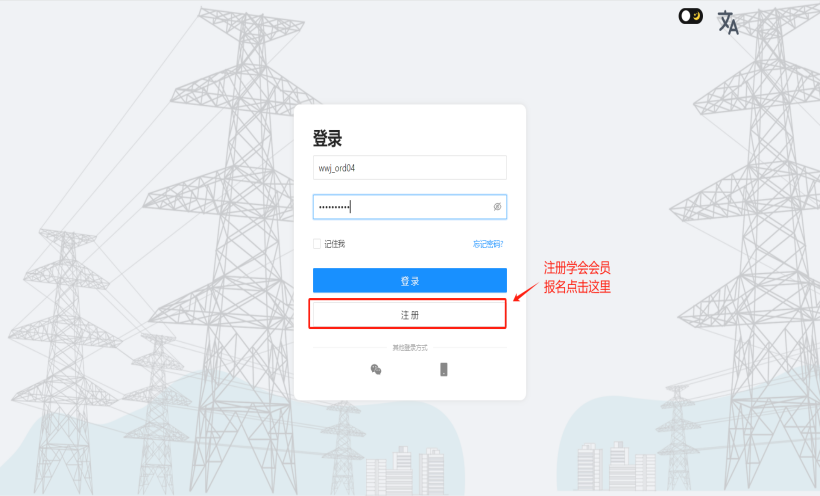 登录
wwj_ord04
记住我
忘记密码?
登 录
注册学会会员
报名点击这里
注 册
其他登录方式